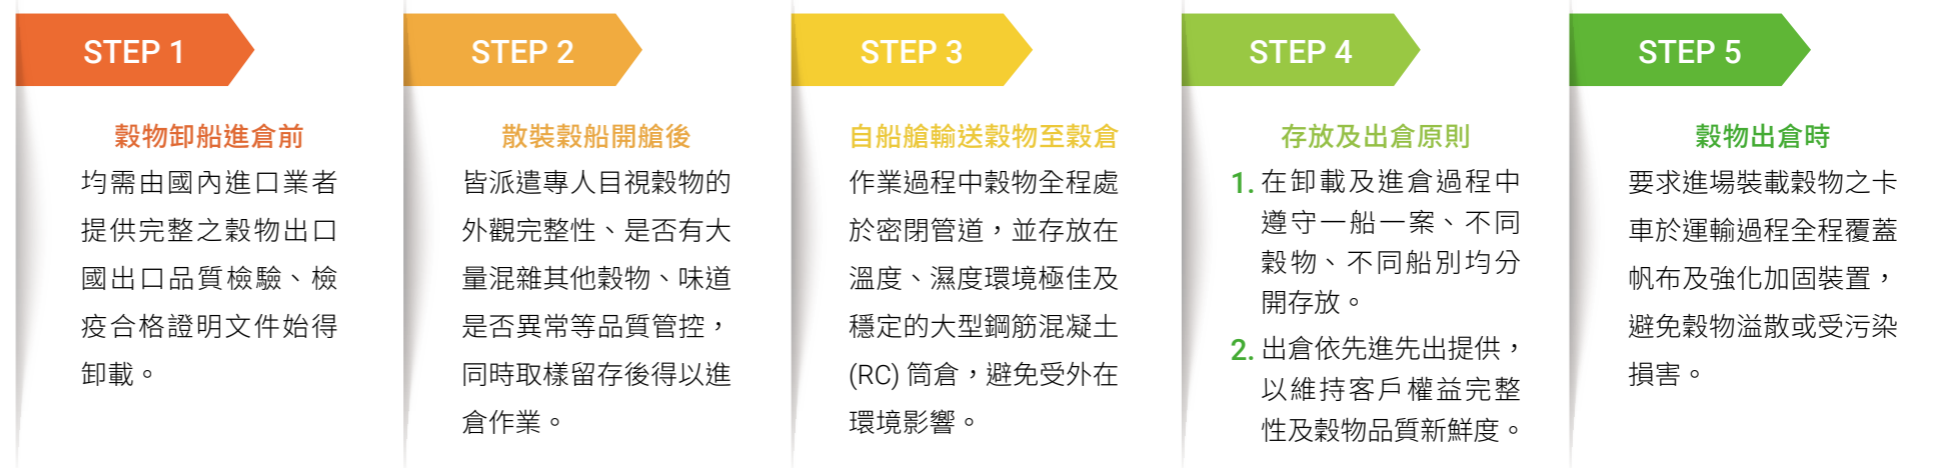 STEP 1
穀物卸船進倉前
均需由國內進口業者
提供完整之穀物出口
國出口品質檢驗、檢
疫合格證明文件始得
卸載。
STEP 2
散裝穀船開艙後
皆派遣專人目視穀物的
外觀完整性、是否有大
量混雜其他穀物、味道
是否異常等品質管控，
同時取樣留存後得以進
倉作業。
STEP 3
自船艙輸送穀物至穀倉
作業過程中穀物全程處
於密閉管道，並存放在
溫度、濕度環境極佳及
穩定的大型鋼筋混凝土
(RC) 筒倉，避免受外在
環境影響。
STEP 4
存放及出倉原則
1. 在卸載及進倉過程中
遵守一船一案、不同
穀物、不同船別均分
開存放。
2. 出倉依先進先出提供，
以維持客戶權益完整
性及穀物品質新鮮度。
STEP 5
穀物出倉時
要求進場裝載穀物之卡
車於運輸過程全程覆蓋
帆布及強化加固裝置，
避免穀物溢散或受污染
損害。